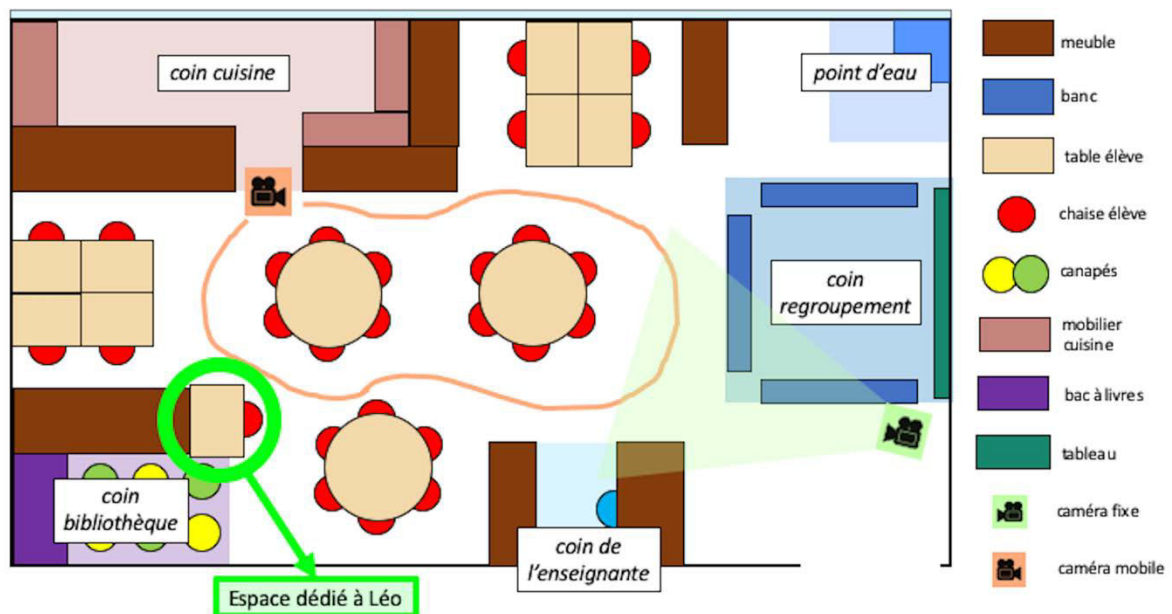 coin cuisine
point d'eau
coin
regroupement
coin
bibliothèque
coin de
l'enseignante
Espace dédié à Léo
meuble
banc
table élève
chaise élève
canapés
mobilier
cuisine
bac à livres
tableau
caméra fixe
caméra mobile